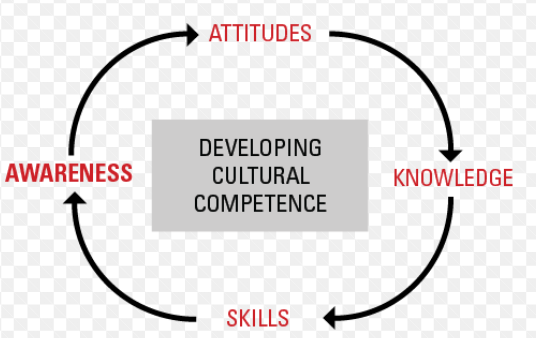 ATTITUDES
DEVELOPING
CULTURAL
COMPETENCE
AWARENESS
KNOWLEDGE
SKILLS